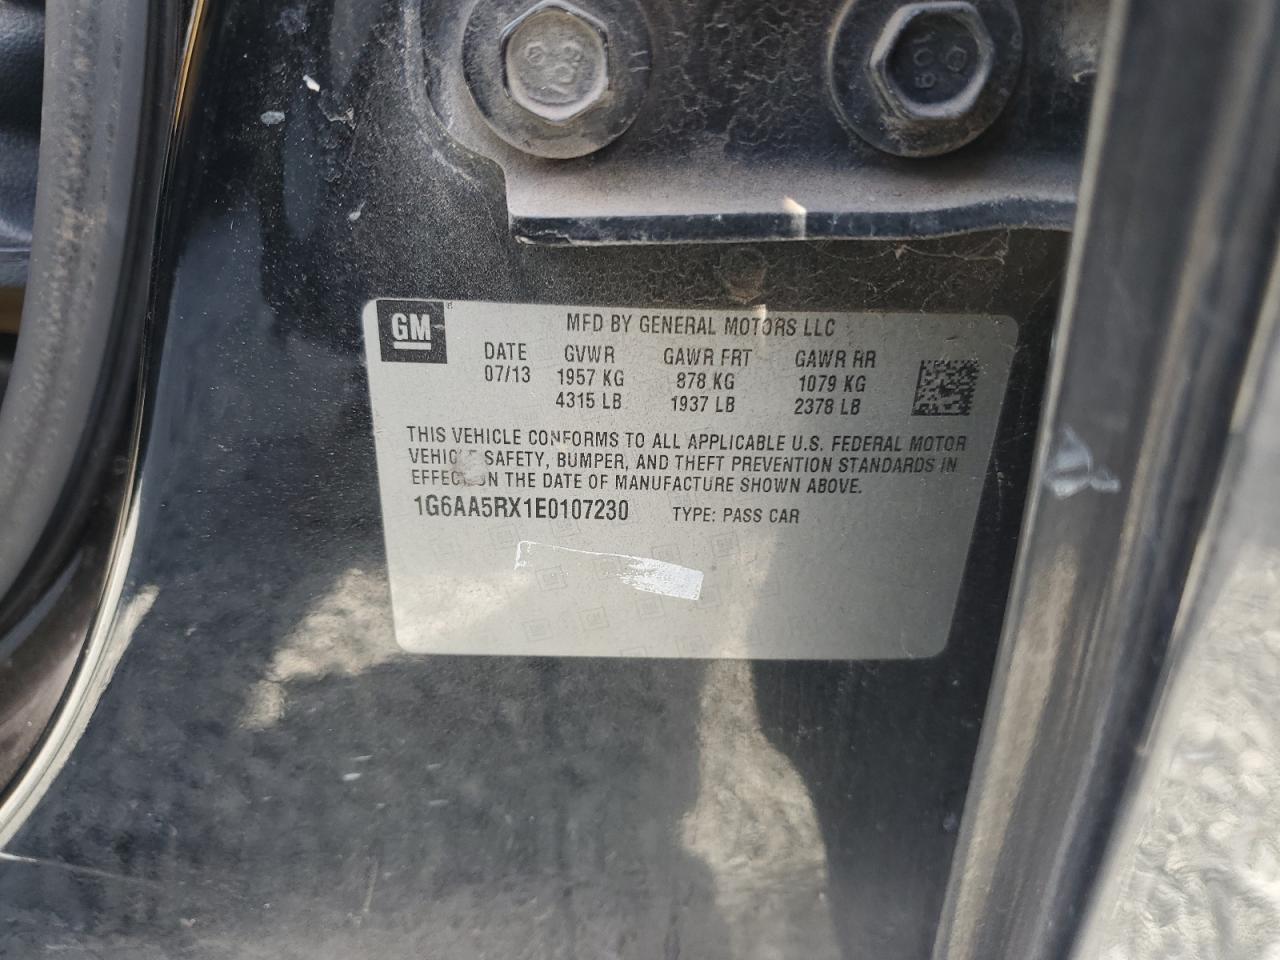 GM
MFD BY GENERAL MOTORS LLC
DATE GVWR GAWR FRT GAWR RR
07/13 1957 KG 878 KG 1079 KG
4315 LB 1937 LB 2378 LB
THIS VEHICLE CONFORMS TO ALL APPLICABLE U.S. FEDERAL MOTOR
VEHICLE SAFETY, BUMPER, AND THEFT PREVENTION STANDARDS IN
EFFECT ON THE DATE OF MANUFACTURE SHOWN ABOVE.
1G6AA5RX1E0107230 TYPE: PASS CAR